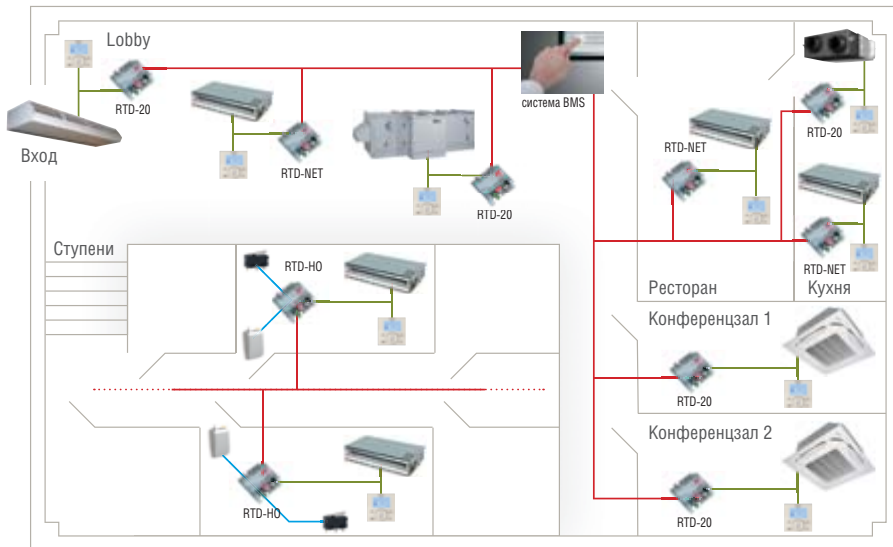 Lobby
RTD-20
Вход
RTD-NET
RTD-20
система BMS
RTD-NET
RTD-20
RTD-NET
Ресторан
Кухня
Ступени
RTD-HO
RTD-HO
Конференцзал 1
RTD-20
Конференцзал 2
RTD-20